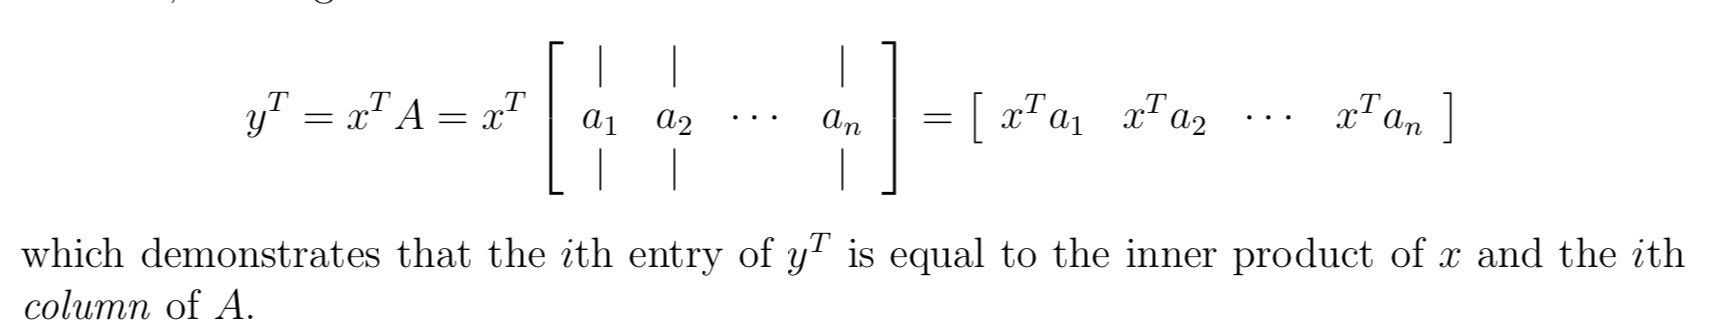 y^T = x^T A = x^T [ | | | a_1 a_2 ⋯ a_n | | | ] = [ x^T a_1 x^T a_2 ⋯ x^T a_n ]
which demonstrates that the ith entry of y^T is equal to the inner product of x and the ith
column of A.